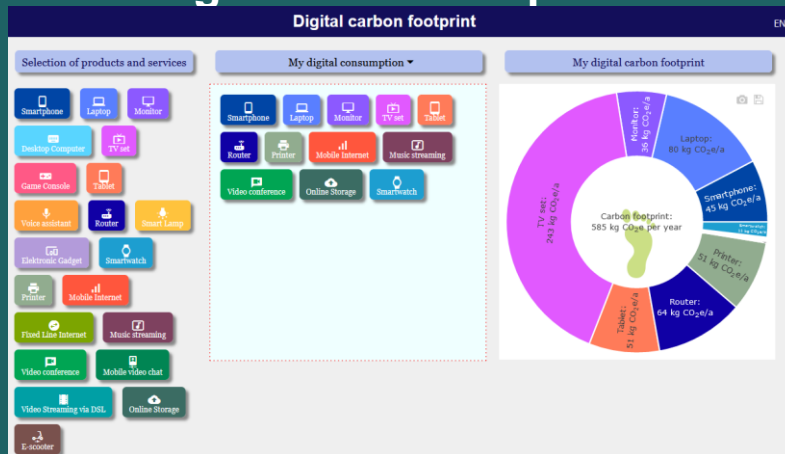 Digital carbon footprint
EN
Selection of products and services
Smartphone
Laptop
Monitor
Desktop Computer
TV set
Game Console
Tablet
Voice assistant
Router
Smart Lamp
Elektronic Gadget
Smartwatch
Printer
Mobile Internet
Fixed Line Internet
Music streaming
Video conference
Mobile video chat
Video Streaming via DSL
Online Storage
E-scooter
My digital consumption
Smartphone
Laptop
Monitor
TV set
Tablet
Router
Printer
Mobile Internet
Music streaming
Video conference
Online Storage
Smartwatch
My digital carbon footprint
Monitor:
36 kg CO₂e/a
Laptop:
80 kg CO₂e/a
Smartphone:
45 kg CO₂e/a
TV set:
243 kg CO₂e/a
Carbon footprint:
585 kg CO₂e per year
Printer:
51 kg CO₂e/a
Router:
64 kg CO₂e/a
Tablet:
51 kg CO₂e/a